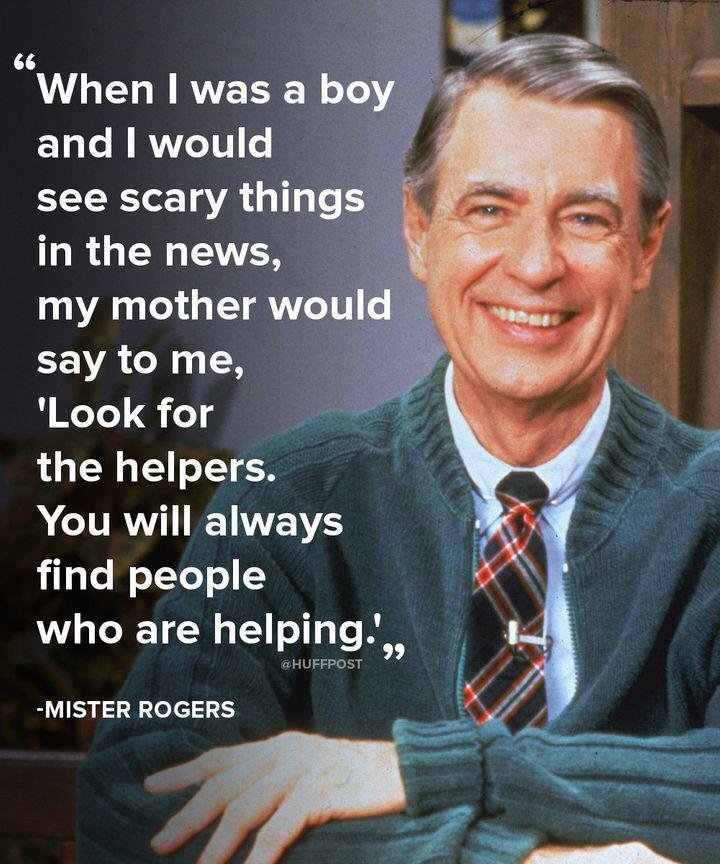 “When I was a boy
and I would
see scary things
in the news,
my mother would
say to me,
'Look for
the helpers.
You will always
find people
who are helping.'„
@HUFFPOST
-MISTER ROGERS